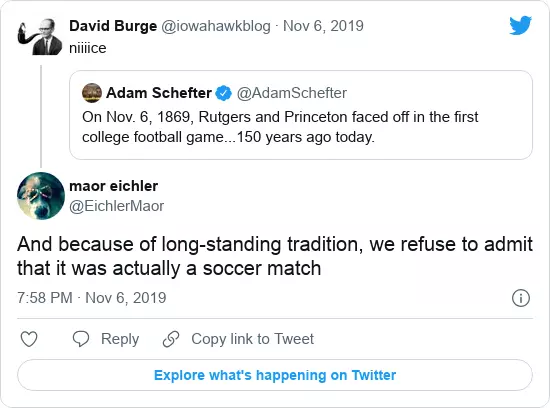 David Burge @iowahawkblog · Nov 6, 2019
niiiice
Adam Schefter @AdamSchefter
On Nov. 6, 1869, Rutgers and Princeton faced off in the first
college football game...150 years ago today.
maor eichler
@EichlerMaor
And because of long-standing tradition, we refuse to admit
that it was actually a soccer match
7:58 PM · Nov 6, 2019
Reply Copy link to Tweet
Explore what's happening on Twitter